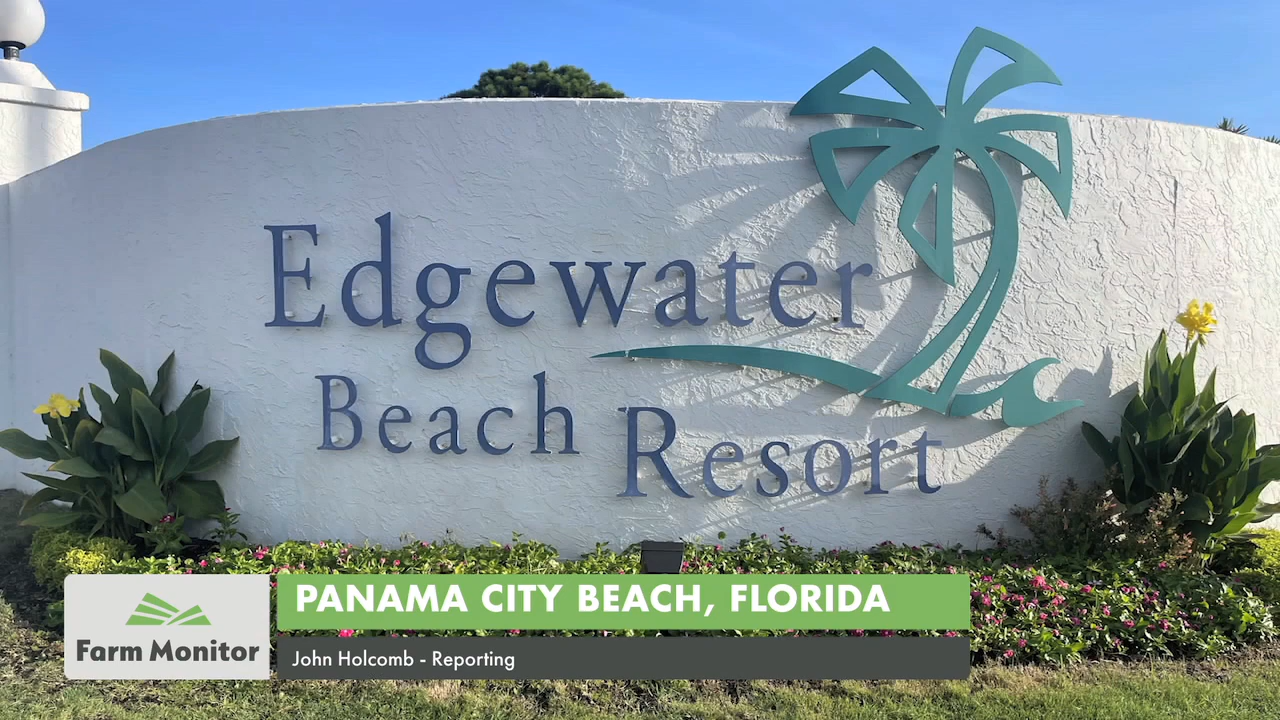 Edgewater
Beach Resort
PANAMA CITY BEACH, FLORIDA
Farm Monitor
John Holcomb - Reporting